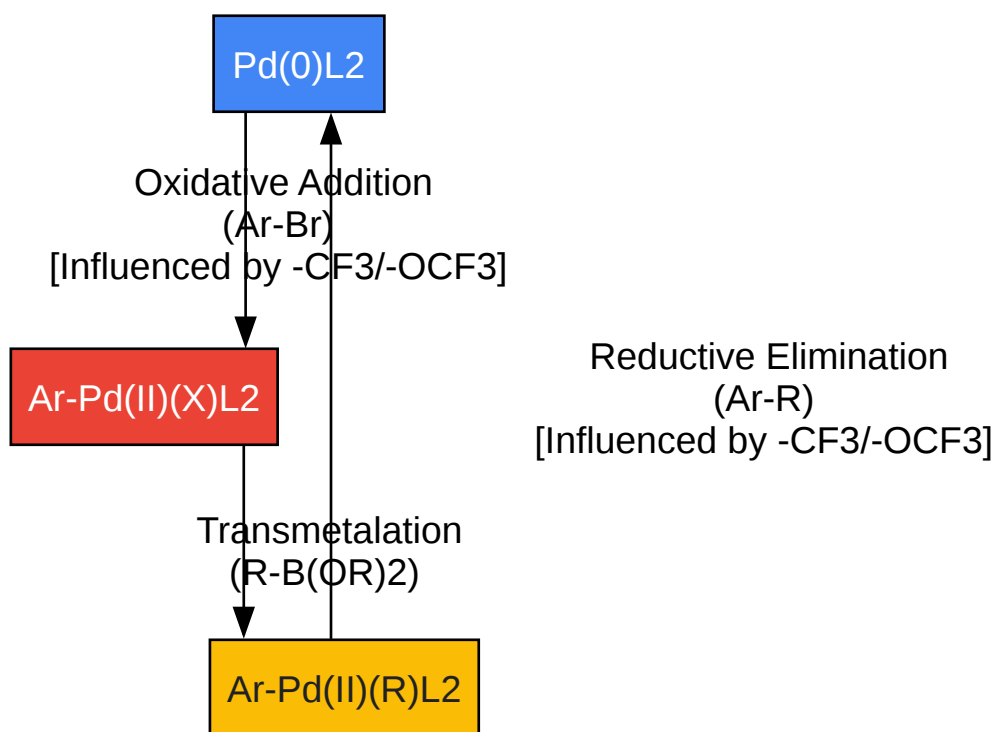 Pd(0)L2
Oxidative Addition
(Ar-Br)
[Influenced by -CF3/-OCF3]
Ar-Pd(II)(X)L2
Reductive Elimination
(Ar-R)
[Influenced by -CF3/-OCF3]
Transmetalation
(R-B(OR)2)
Ar-Pd(II)(R)L2